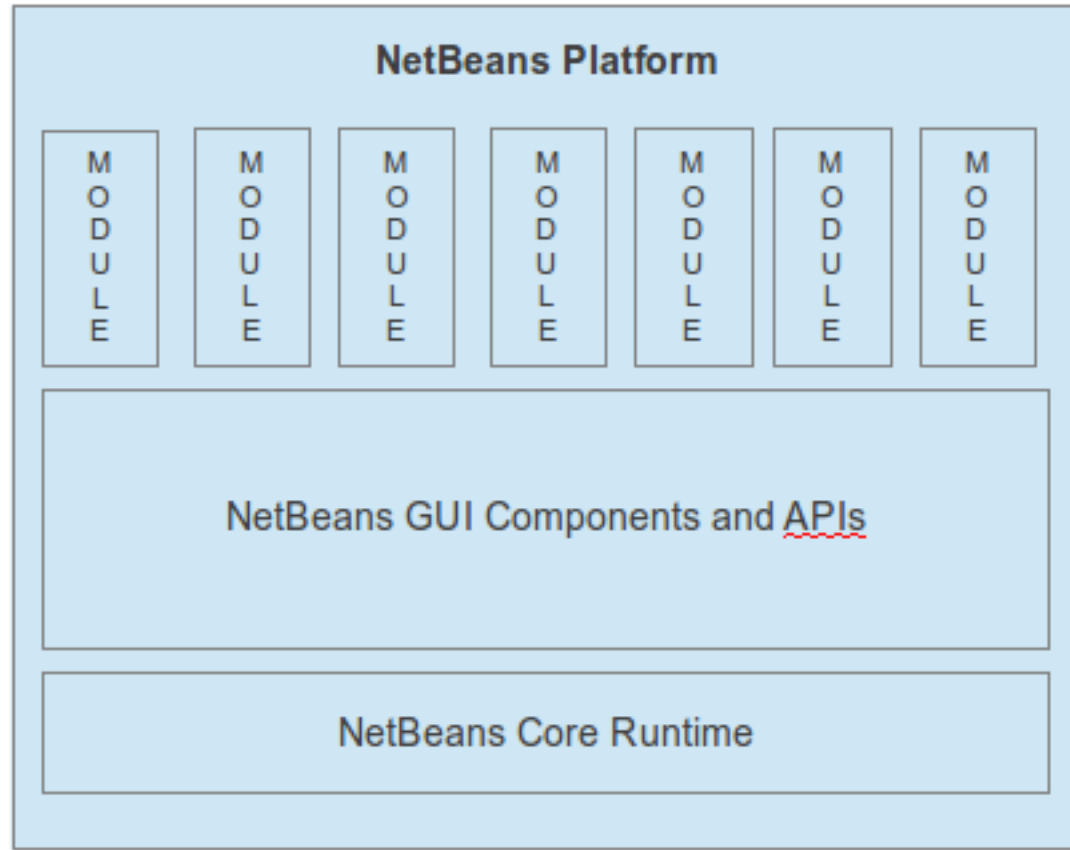 NetBeans Platform
MODULE
MODULE
MODULE
MODULE
MODULE
MODULE
MODULE
NetBeans GUI Components and APIs
NetBeans Core Runtime